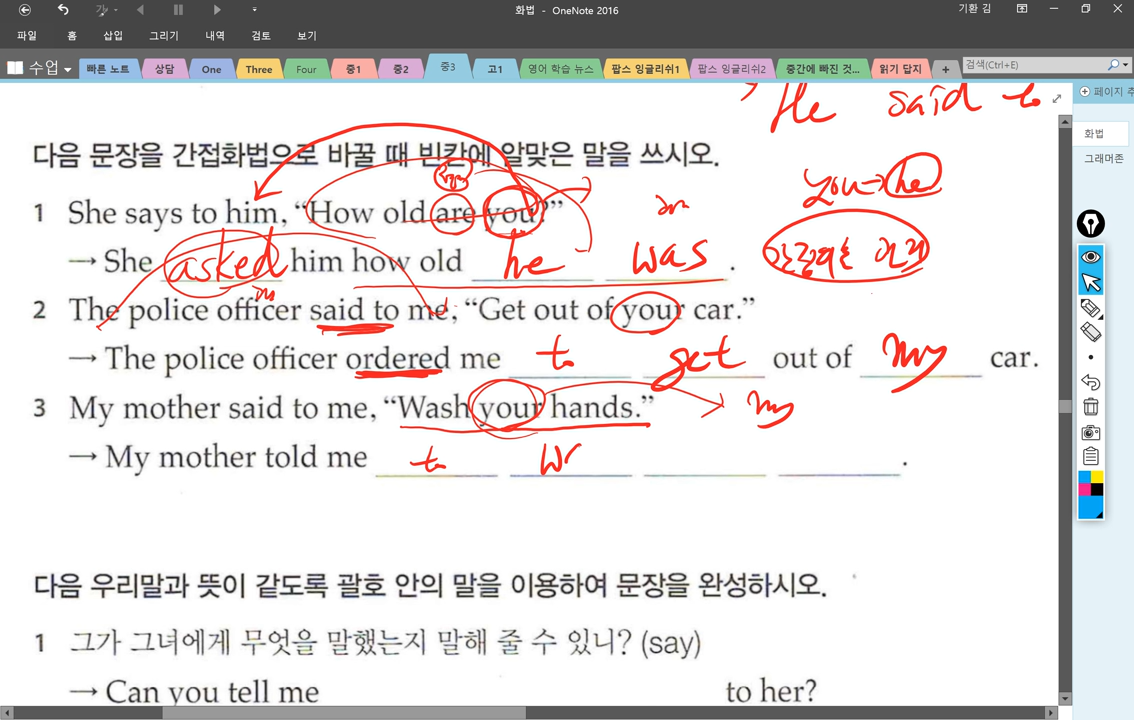 화법 - OneNote 2016
기환 김
파일 홈 삽입 그리기 내역 검토 보기
수업 빠른 노트 상담 One Three Four 중1 중2 중3 고1 영어 학습 뉴스 팝스 잉글리쉬1 팝스 잉글리쉬2 중간에 빠진 것... 읽기 답지 + 검색(Ctrl+E)
페이지 추
화법
그래머존
He said to
다음 문장을 간접화법으로 바꿀 때 빈칸에 알맞은 말을 쓰시오.
you→he
1 She says to him, “How old are you?”
→ She asked him how old he was.
간접의문 어순
2 The police officer said to me, “Get out of your car.”
→ The police officer ordered me to get out of my car.
3 My mother said to me, “Wash your hands.” my
→ My mother told me to .
다음 우리말과 뜻이 같도록 괄호 안의 말을 이용하여 문장을 완성하시오.
1 그가 그녀에게 무엇을 말했는지 말해 줄 수 있니? (say)
→ Can you tell me to her?